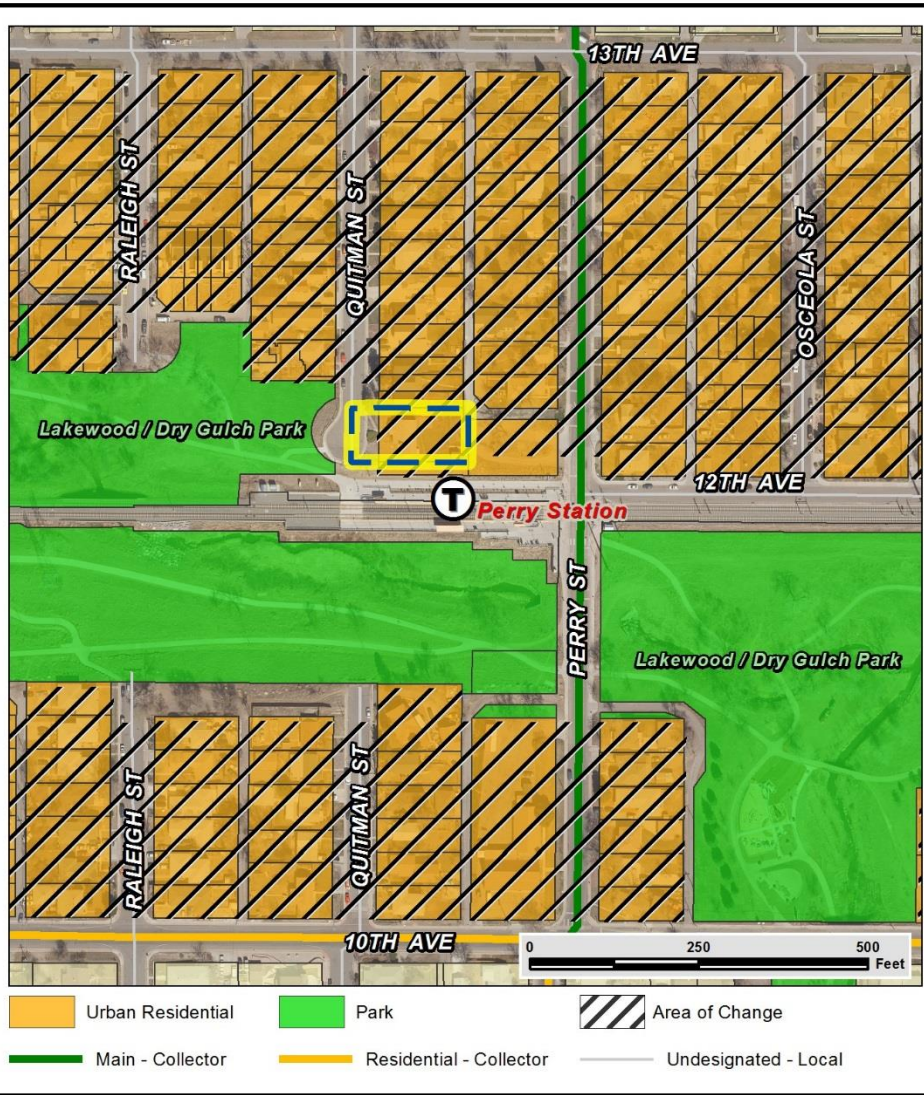 13TH AVE
RALEIGH ST
QUITMAN ST
OSCEOLA ST
Lakewood / Dry Gulch Park
12TH AVE
T
Perry Station
PERRY ST
Lakewood / Dry Gulch Park
RALEIGH ST
QUITMAN ST
10TH AVE
0 250 500
Feet
Urban Residential Park Area of Change
Main - Collector Residential - Collector Undesignated - Local